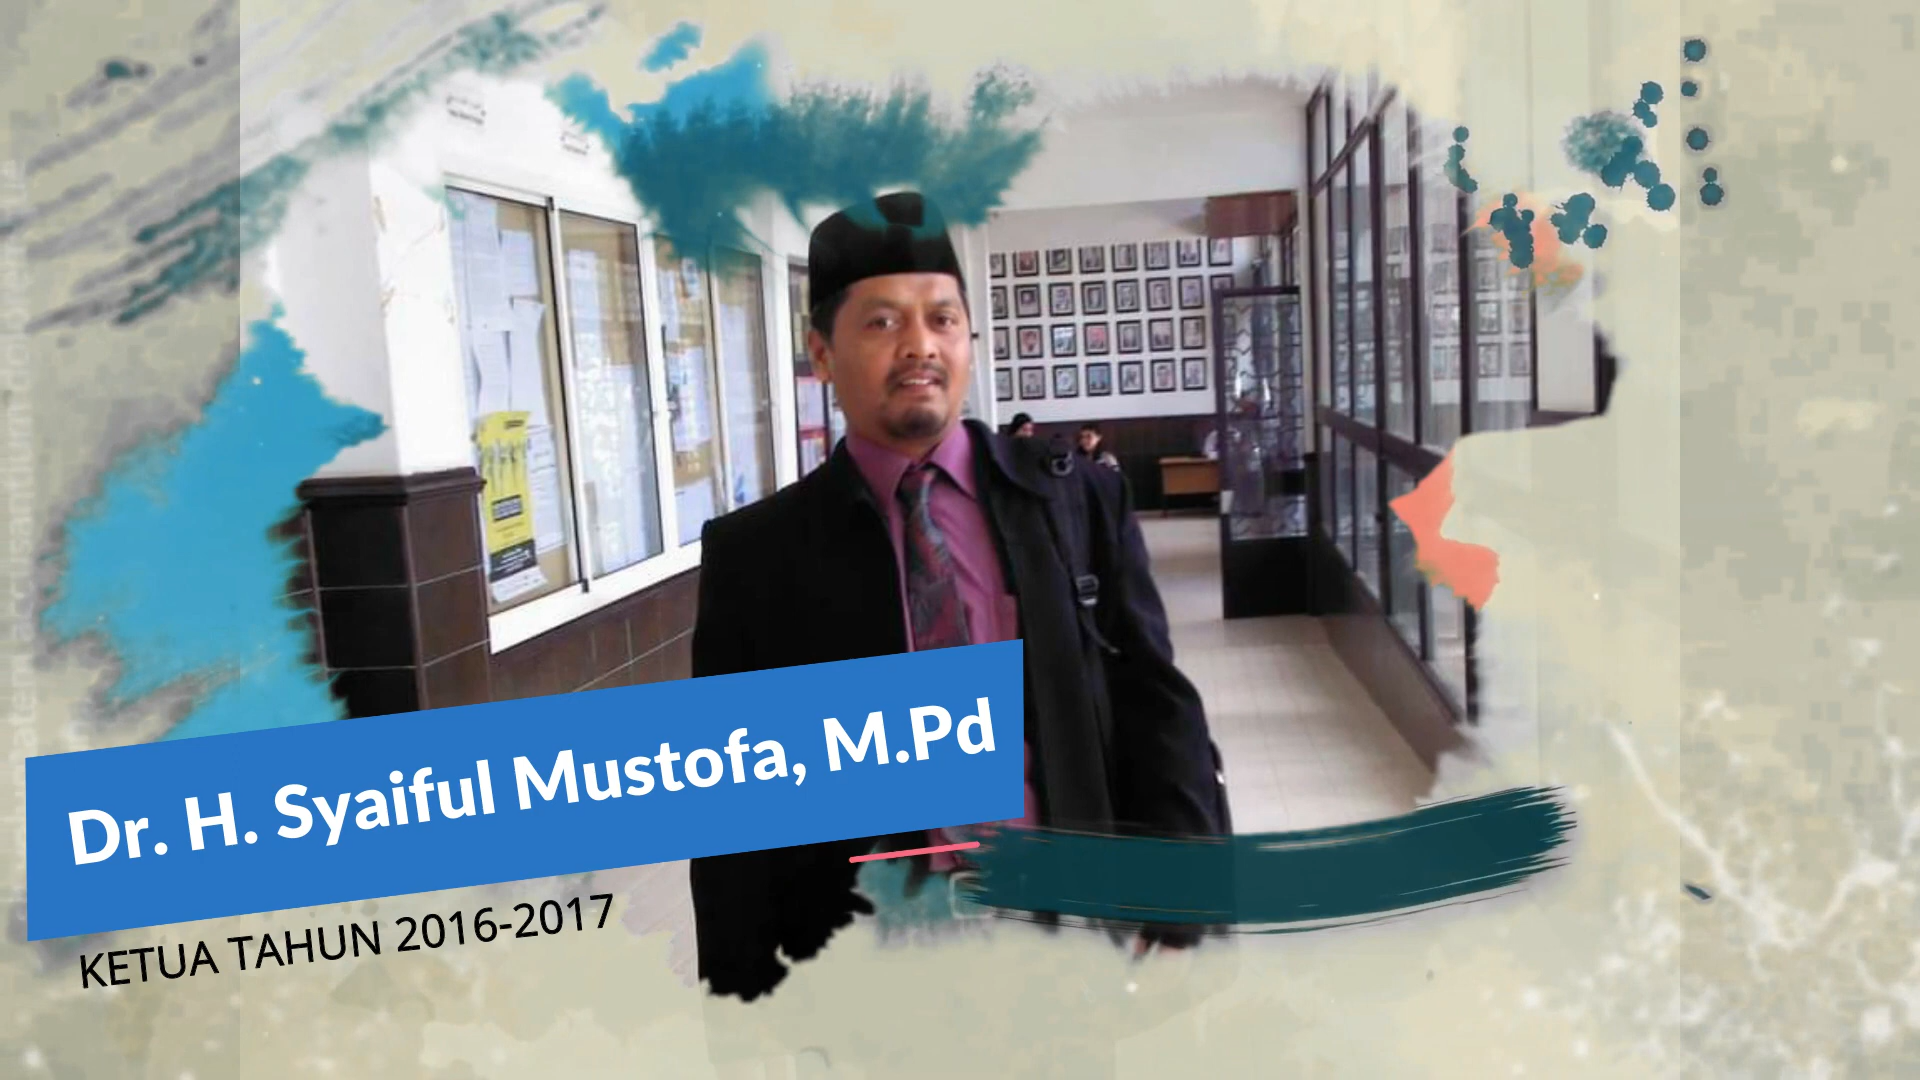 Dr. H. Syaiful Mustofa, M.Pd
KETUA TAHUN 2016-2017